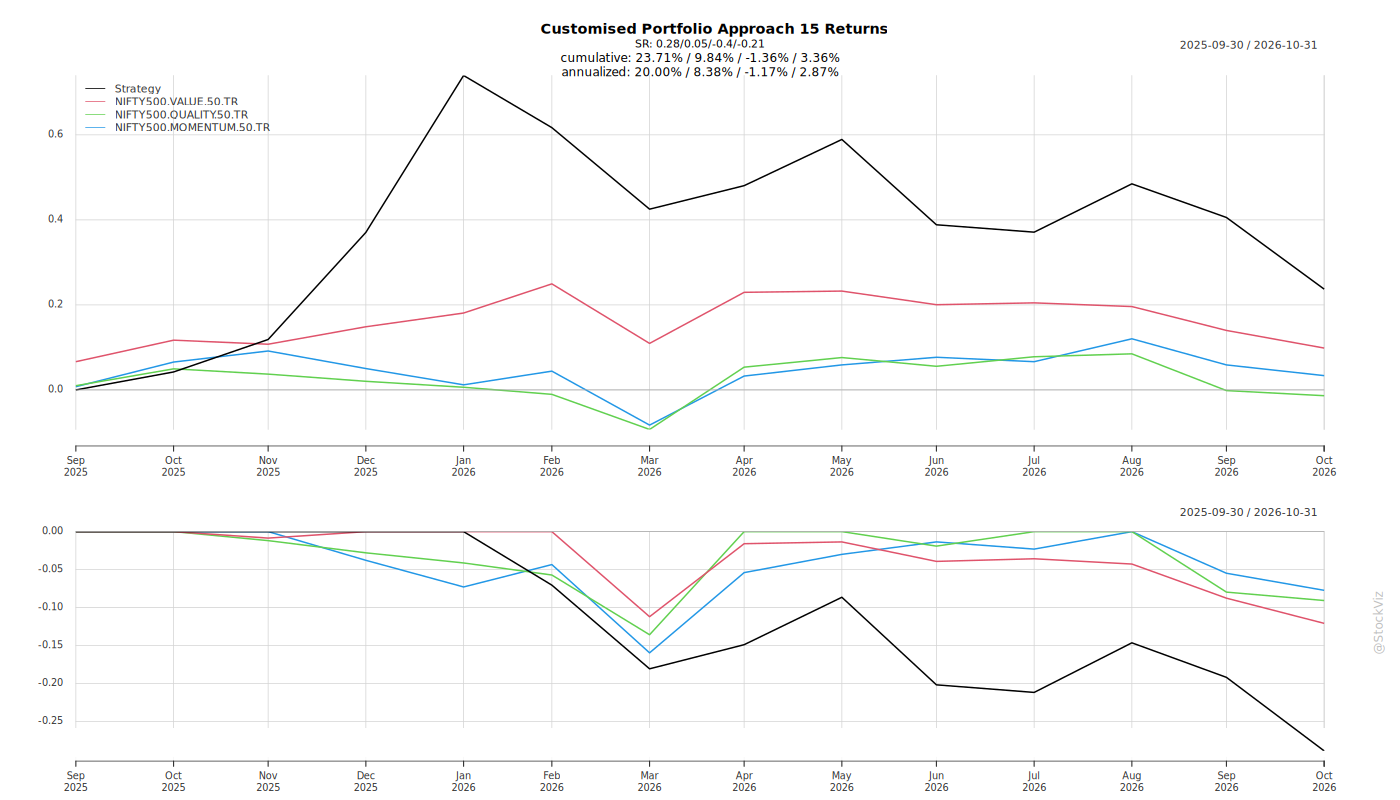 Customised Portfolio Approach 15 Returns
SR: 0.28/0.05/-0.4/-0.21
cumulative: 23.71% / 9.84% / -1.36% / 3.36%
annualized: 20.00% / 8.38% / -1.17% / 2.87%
2025-09-30 / 2026-10-31
Strategy
NIFTY500.VALUE.50.TR
NIFTY500.QUALITY.50.TR
NIFTY500.MOMENTUM.50.TR
0.6
0.4
0.2
0.0
Sep Oct Nov Dec Jan Feb Mar Apr May Jun Jul Aug Sep Oct
2025 2025 2025 2025 2026 2026 2026 2026 2026 2026 2026 2026 2026 2026
2025-09-30 / 2026-10-31
0.00
-0.05
-0.10
-0.15
-0.20
-0.25
Sep Oct Nov Dec Jan Feb Mar Apr May Jun Jul Aug Sep Oct
2025 2025 2025 2025 2026 2026 2026 2026 2026 2026 2026 2026 2026 2026
@StockViz